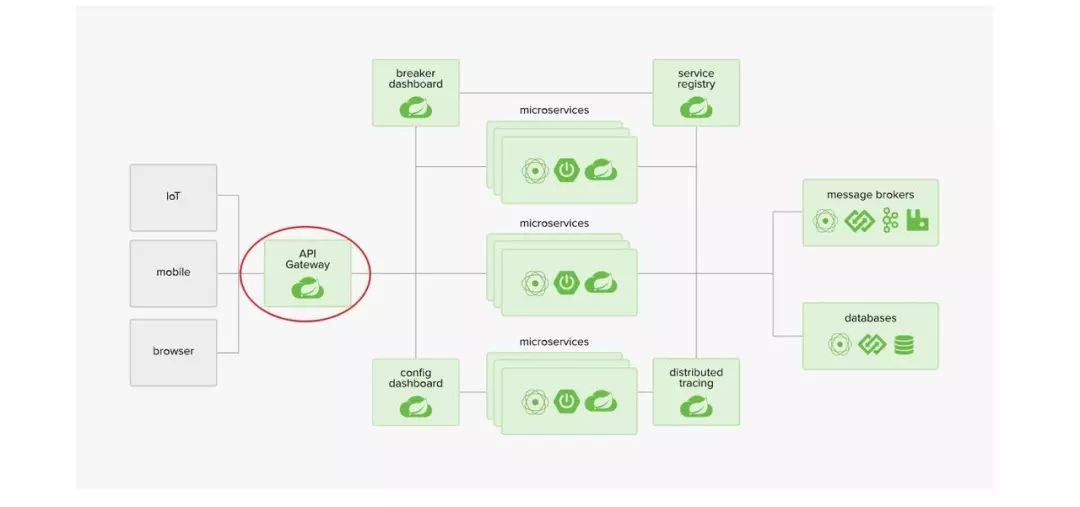 breaker
dashboard
service
registry
microservices
IoT
message brokers
microservices
API
Gateway
mobile
databases
microservices
browser
config
dashboard
distributed
tracing